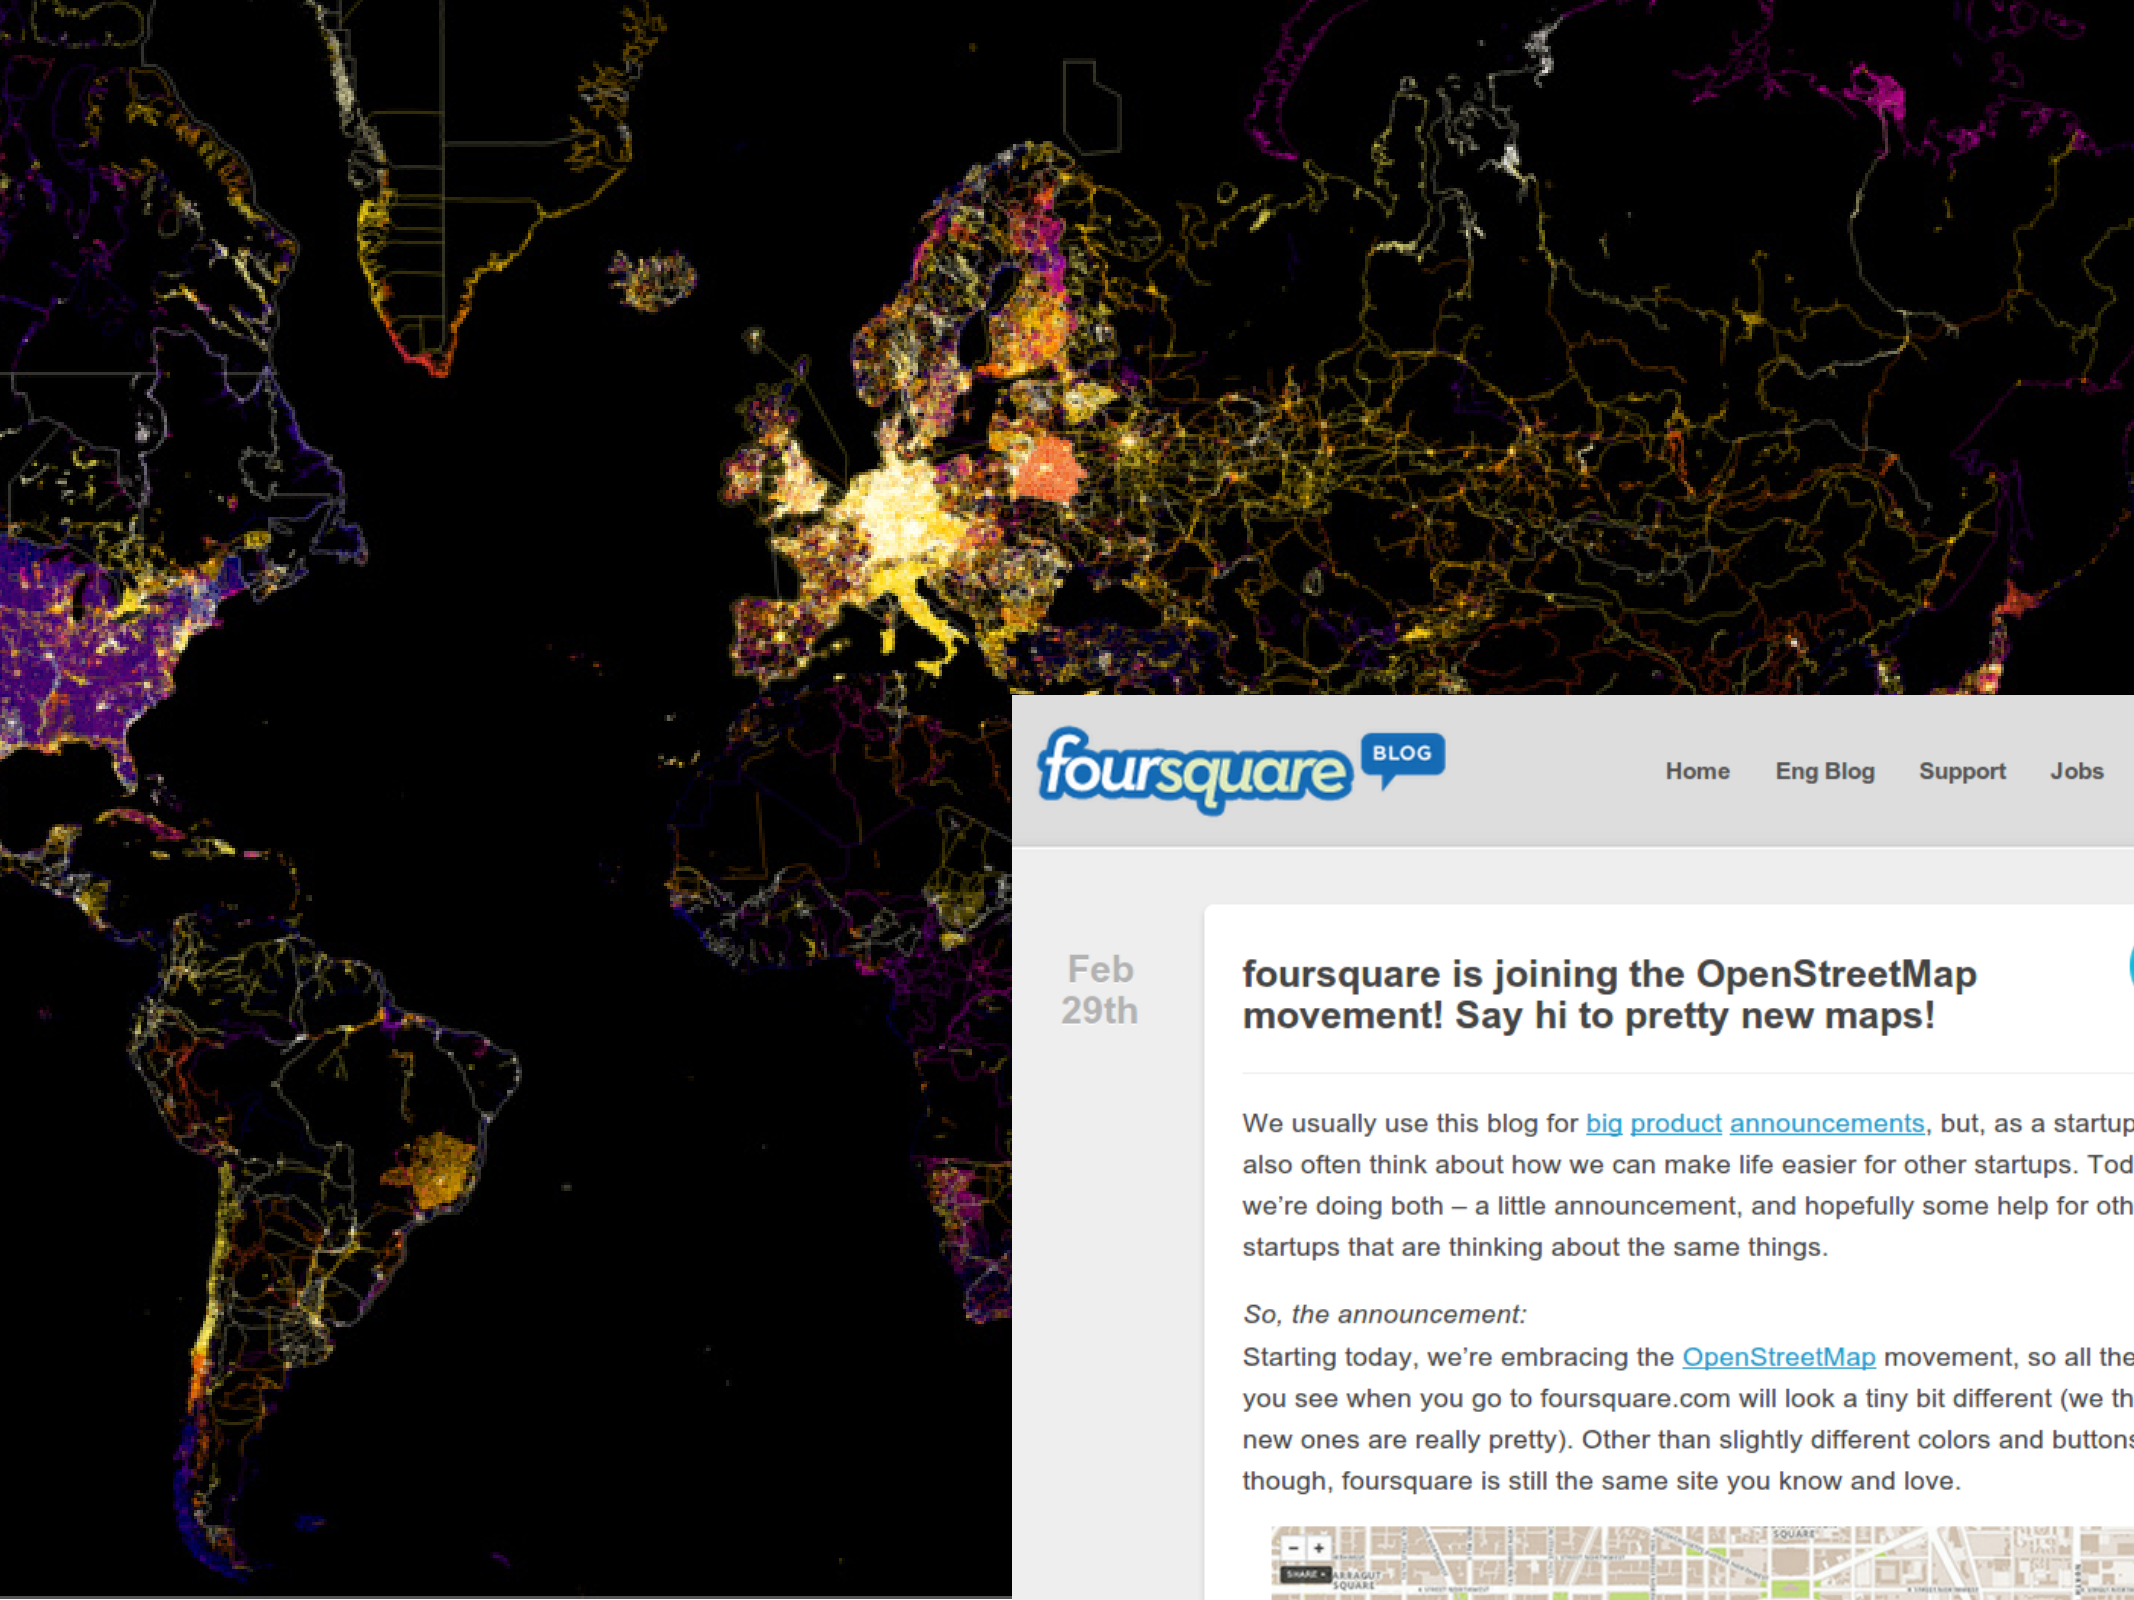 foursquare BLOG
Home Eng Blog Support Jobs
Feb
29th
foursquare is joining the OpenStreetMap
movement! Say hi to pretty new maps!
We usually use this blog for big product announcements, but, as a startup
also often think about how we can make life easier for other startups. Tod
we’re doing both – a little announcement, and hopefully some help for oth
startups that are thinking about the same things.
So, the announcement:
Starting today, we’re embracing the OpenStreetMap movement, so all the
you see when you go to foursquare.com will look a tiny bit different (we th
new ones are really pretty). Other than slightly different colors and buttons
though, foursquare is still the same site you know and love.
SQUARE
SHARE
ARRAGUT
SQUARE